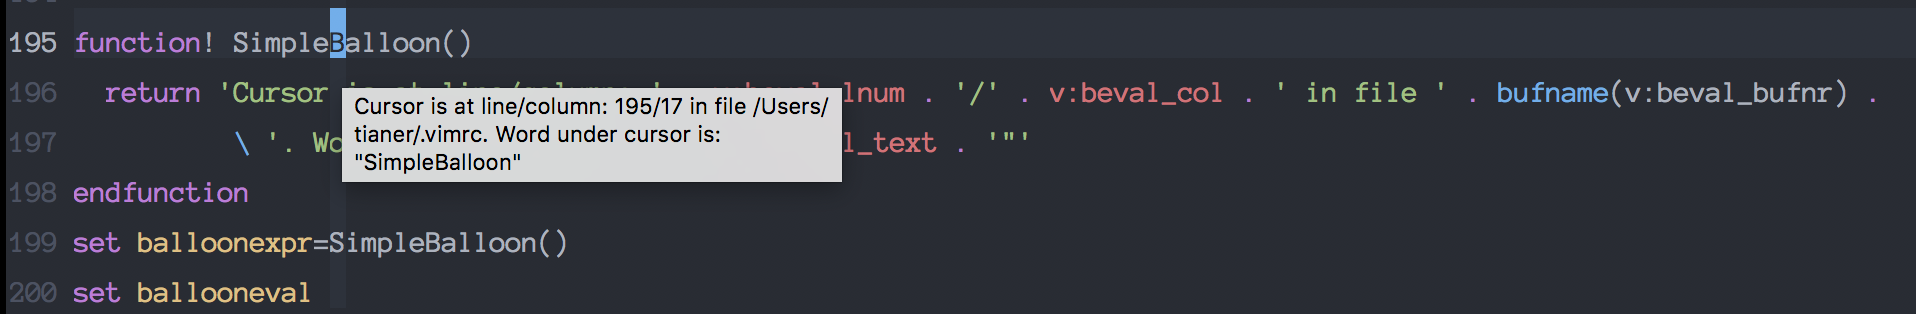 195 function! SimpleBalloon()
196 return 'Cursor lnum . '/' . v:beval_col . ' in file ' . bufname(v:beval_bufnr) .
Cursor is at line/column: 195/17 in file /Users/
tianer/.vimrc. Word under cursor is:
"SimpleBalloon"
197 \ '. Wo l_text . '"'
198 endfunction
199 set balloonexpr=SimpleBalloon()
200 set ballooneval